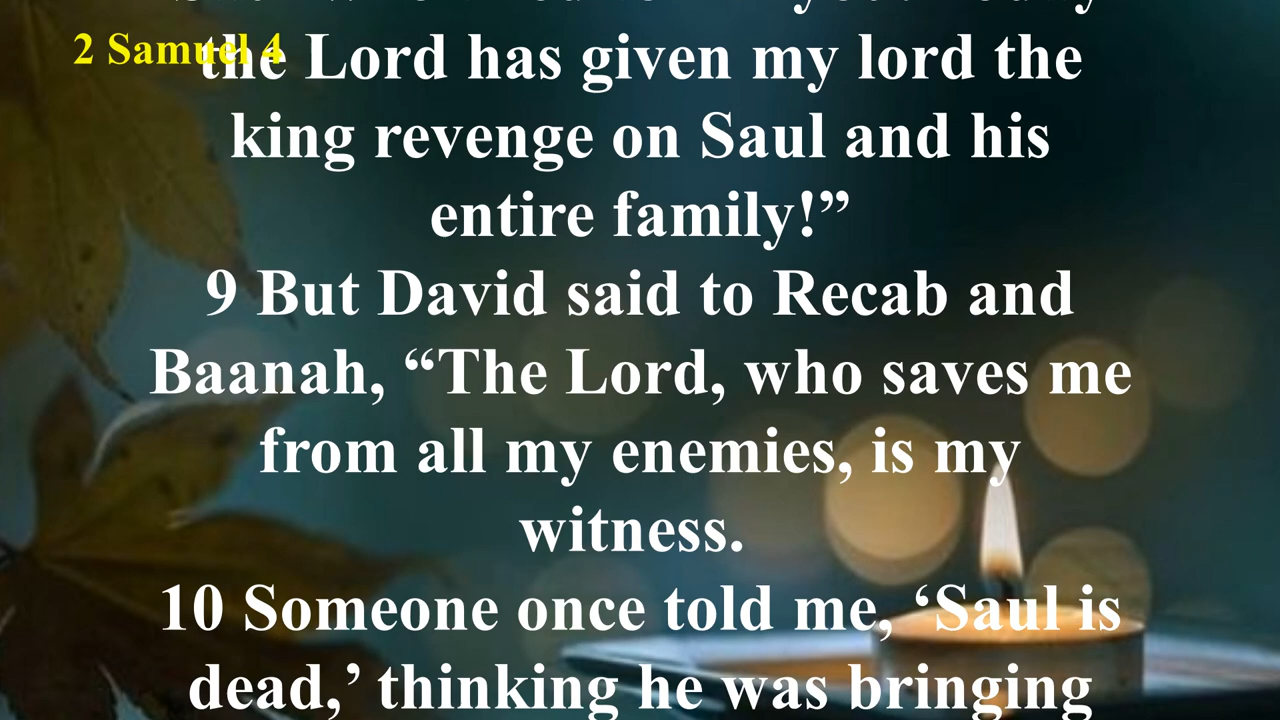 2 Samuel 4
the Lord has given my lord the
king revenge on Saul and his
entire family!”
9 But David said to Recab and
Baanah, “The Lord, who saves me
from all my enemies, is my
witness.
10 Someone once told me, ‘Saul is
dead,’ thinking he was bringing